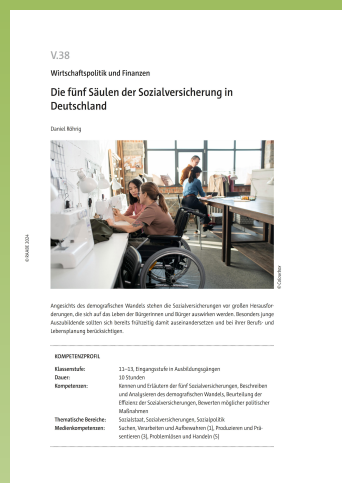 V.38
Wirtschaftspolitik und Finanzen
Die fünf Säulen der Sozialversicherung in
Deutschland
Daniel Röhrig
© RAABE 2024
© Colourbox
Angesichts des demografischen Wandels stehen die Sozialversicherungen vor großen Herausfor-
derungen, die sich auf das Leben der Bürgerinnen und Bürger auswirken werden. Besonders junge
Auszubildende sollten sich bereits frühzeitig damit auseinandersetzen und bei ihrer Berufs- und
Lebensplanung berücksichtigen.
KOMPETENZPROFIL
Klassenstufe: 11–13, Eingangsstufe in Ausbildungsgängen
Dauer: 10 Stunden
Kompetenzen: Kennen und Erläutern der fünf Sozialversicherungen, Beschreiben
und Analysieren des demografischen Wandels, Beurteilung der
Effizienz der Sozialversicherungen, Bewerten möglicher politischer
Maßnahmen
Thematische Bereiche: Sozialstaat, Sozialversicherungen, Sozialpolitik
Medienkompetenzen: Suchen, Verarbeiten und Aufbewahren (1), Produzieren und Prä-
sentieren (3), Problemlösen und Handeln (5)